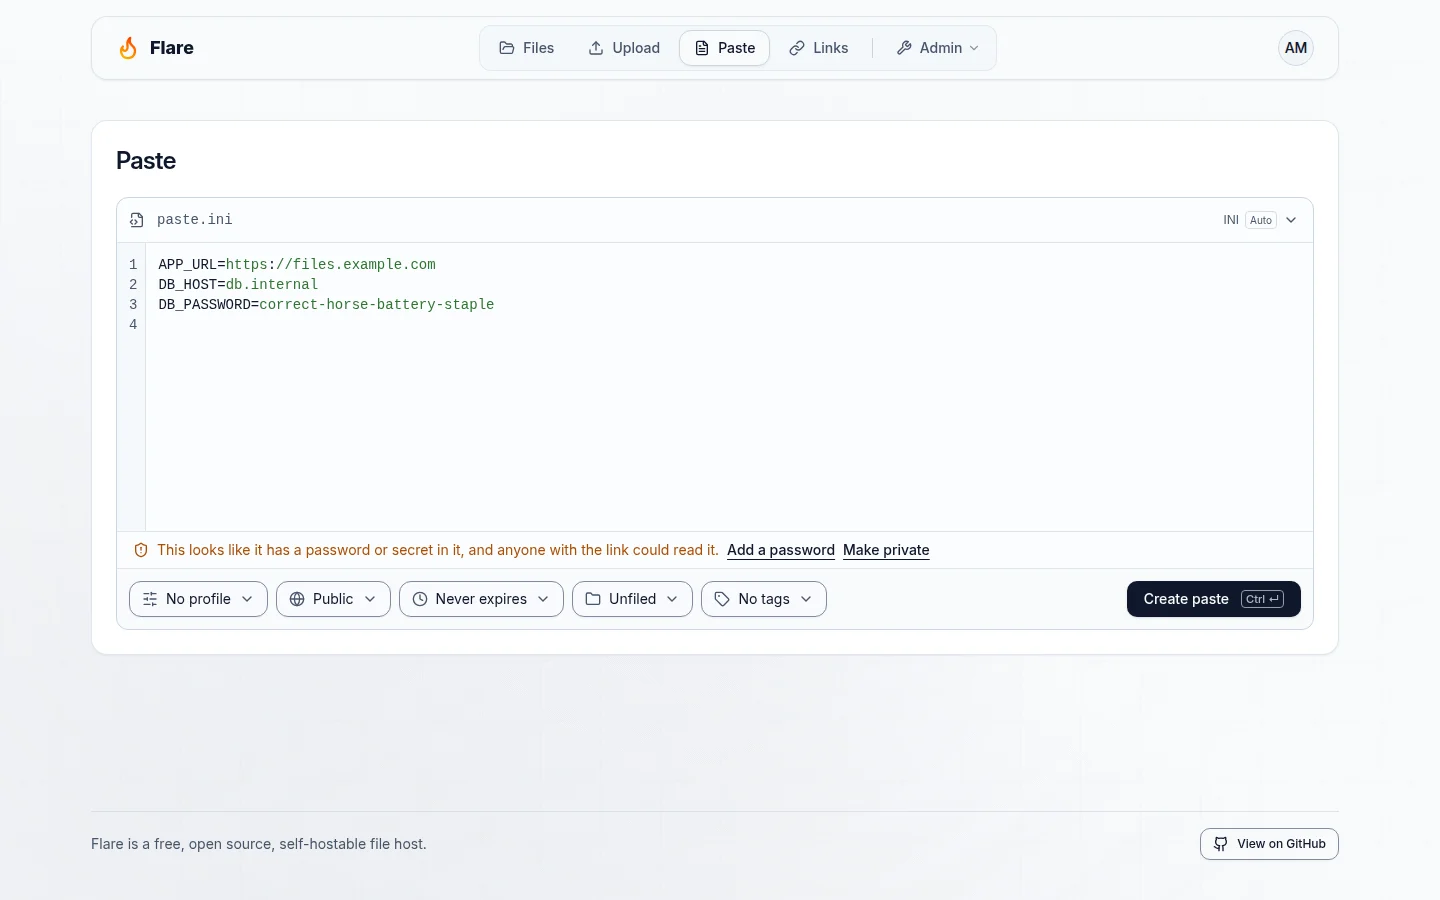 Flare
Files Upload Paste Links Admin
AM
Paste
paste.ini
INI Auto
1 APP_URL=https://files.example.com
2 DB_HOST=db.internal
3 DB_PASSWORD=correct-horse-battery-staple
4
This looks like it has a password or secret in it, and anyone with the link could read it. Add a password Make private
No profile Public Never expires Unfiled No tags Create paste Ctrl ↵
Flare is a free, open source, self-hostable file host. View on GitHub